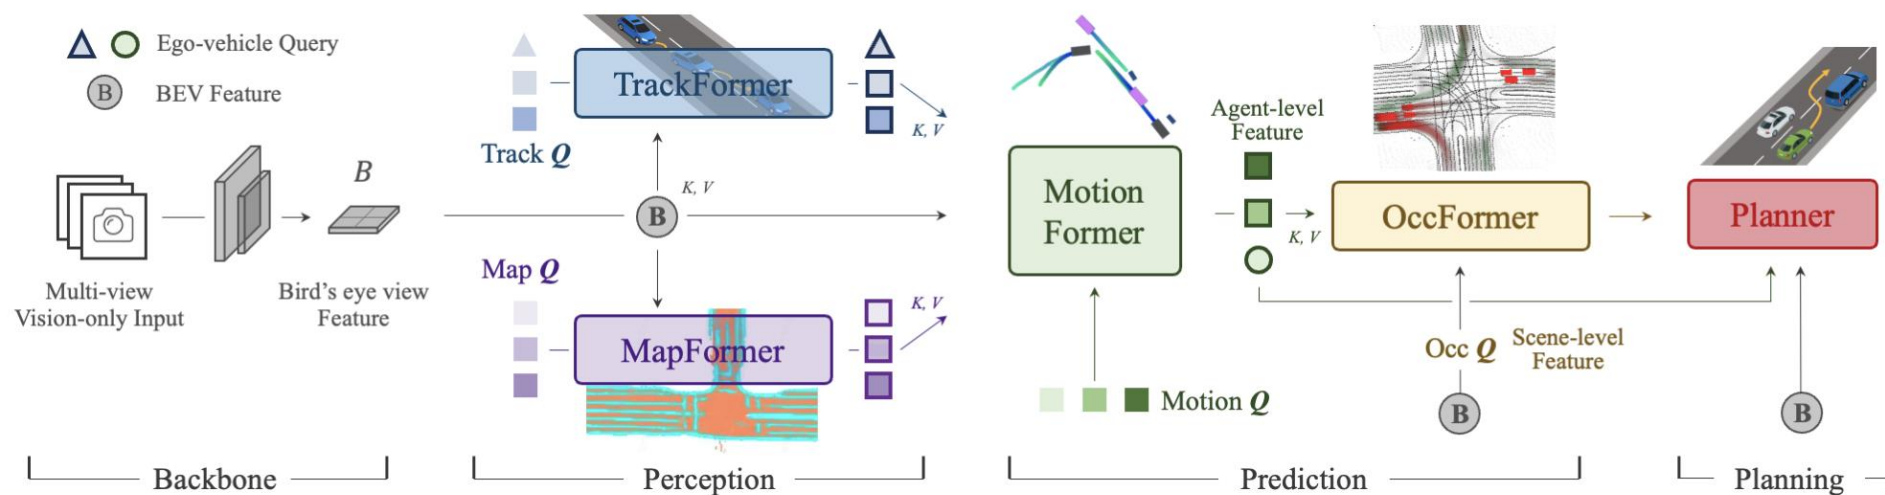 Ego-vehicle Query
B
BEV Feature
B
Multi-view
Vision-only Input
Bird's eye view
Feature
Backbone
TrackFormer
Track Q
K, V
K, V
B
Map Q
MapFormer
K, V
Perception
Motion
Former
Motion Q
Agent-level
Feature
K, V
OccFormer
Occ Q
Scene-level
Feature
B
Prediction
Planner
B
Planning